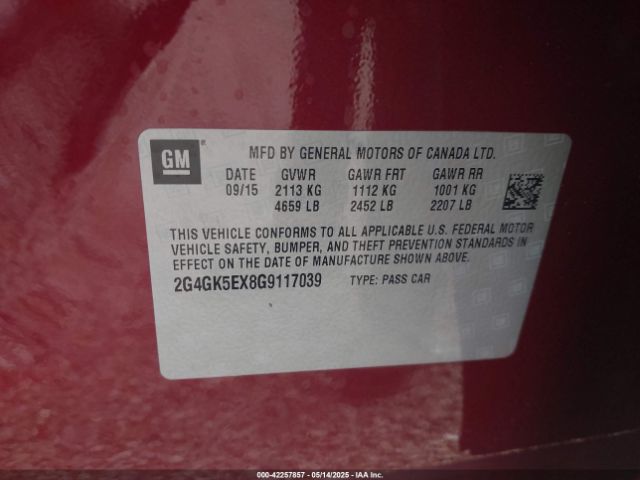 GM
MFD BY GENERAL MOTORS OF CANADA LTD.
DATE GVWR GAWR FRT GAWR RR
09/15 2113 KG 1112 KG 1001 KG
4659 LB 2452 LB 2207 LB
THIS VEHICLE CONFORMS TO ALL APPLICABLE U.S. FEDERAL MOTOR
VEHICLE SAFETY, BUMPER, AND THEFT PREVENTION STANDARDS IN
EFFECT ON THE DATE OF MANUFACTURE SHOWN ABOVE.
2G4GK5EX8G9117039 TYPE: PASS CAR
000-42257857 - 05/14/2025 - IAA Inc.